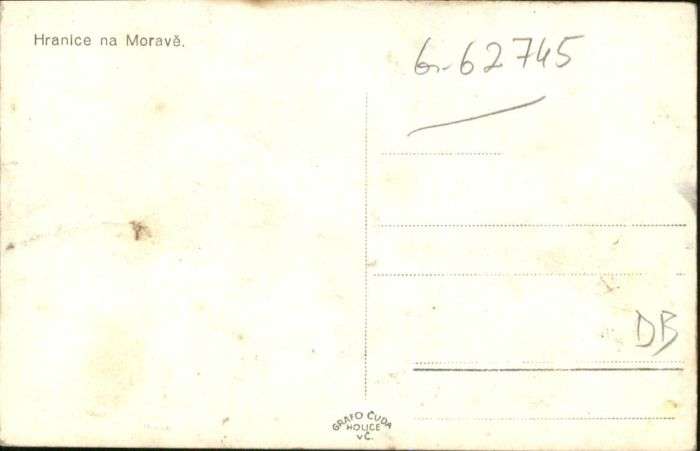 Hranice na Moravě.
6-62745
DB
GRAFO ČUDA
HOLICE
VČ.